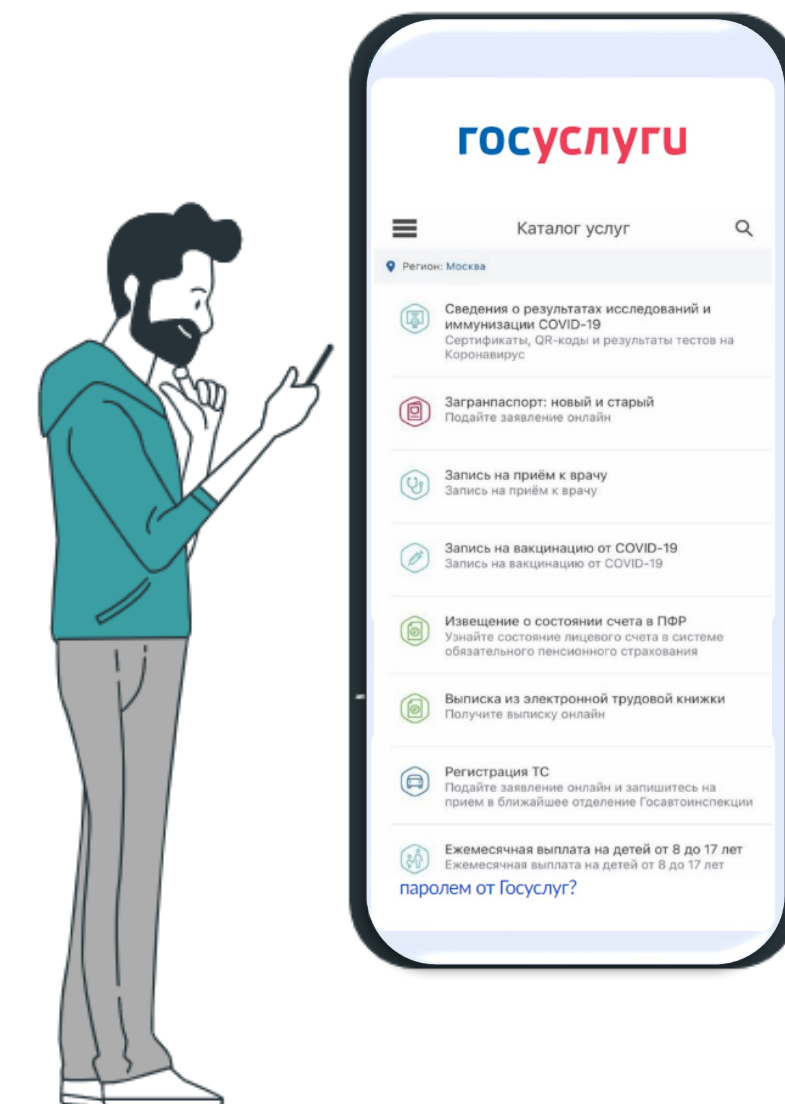 госуслуги
Каталог услуг
Регион: Москва
Сведения о результатах исследований и
иммунизации COVID-19
Сертификаты, QR-коды и результаты тестов на
Коронавирус
Загранпаспорт: новый и старый
Подайте заявление онлайн
Запись на приём к врачу
Запись на приём к врачу
Запись на вакцинацию от COVID-19
Запись на вакцинацию от COVID-19
Извещение о состоянии счета в ПФР
Узнайте состояние лицевого счета в системе
обязательного пенсионного страхования
Выписка из электронной трудовой книжки
Получите выписку онлайн
Регистрация ТС
Подайте заявление онлайн и запишитесь на
прием в ближайшее отделение Госавтоинспекции
Ежемесячная выплата на детей от 8 до 17 лет
Ежемесячная выплата на детей от 8 до 17 лет
паролем от Госуслуг?